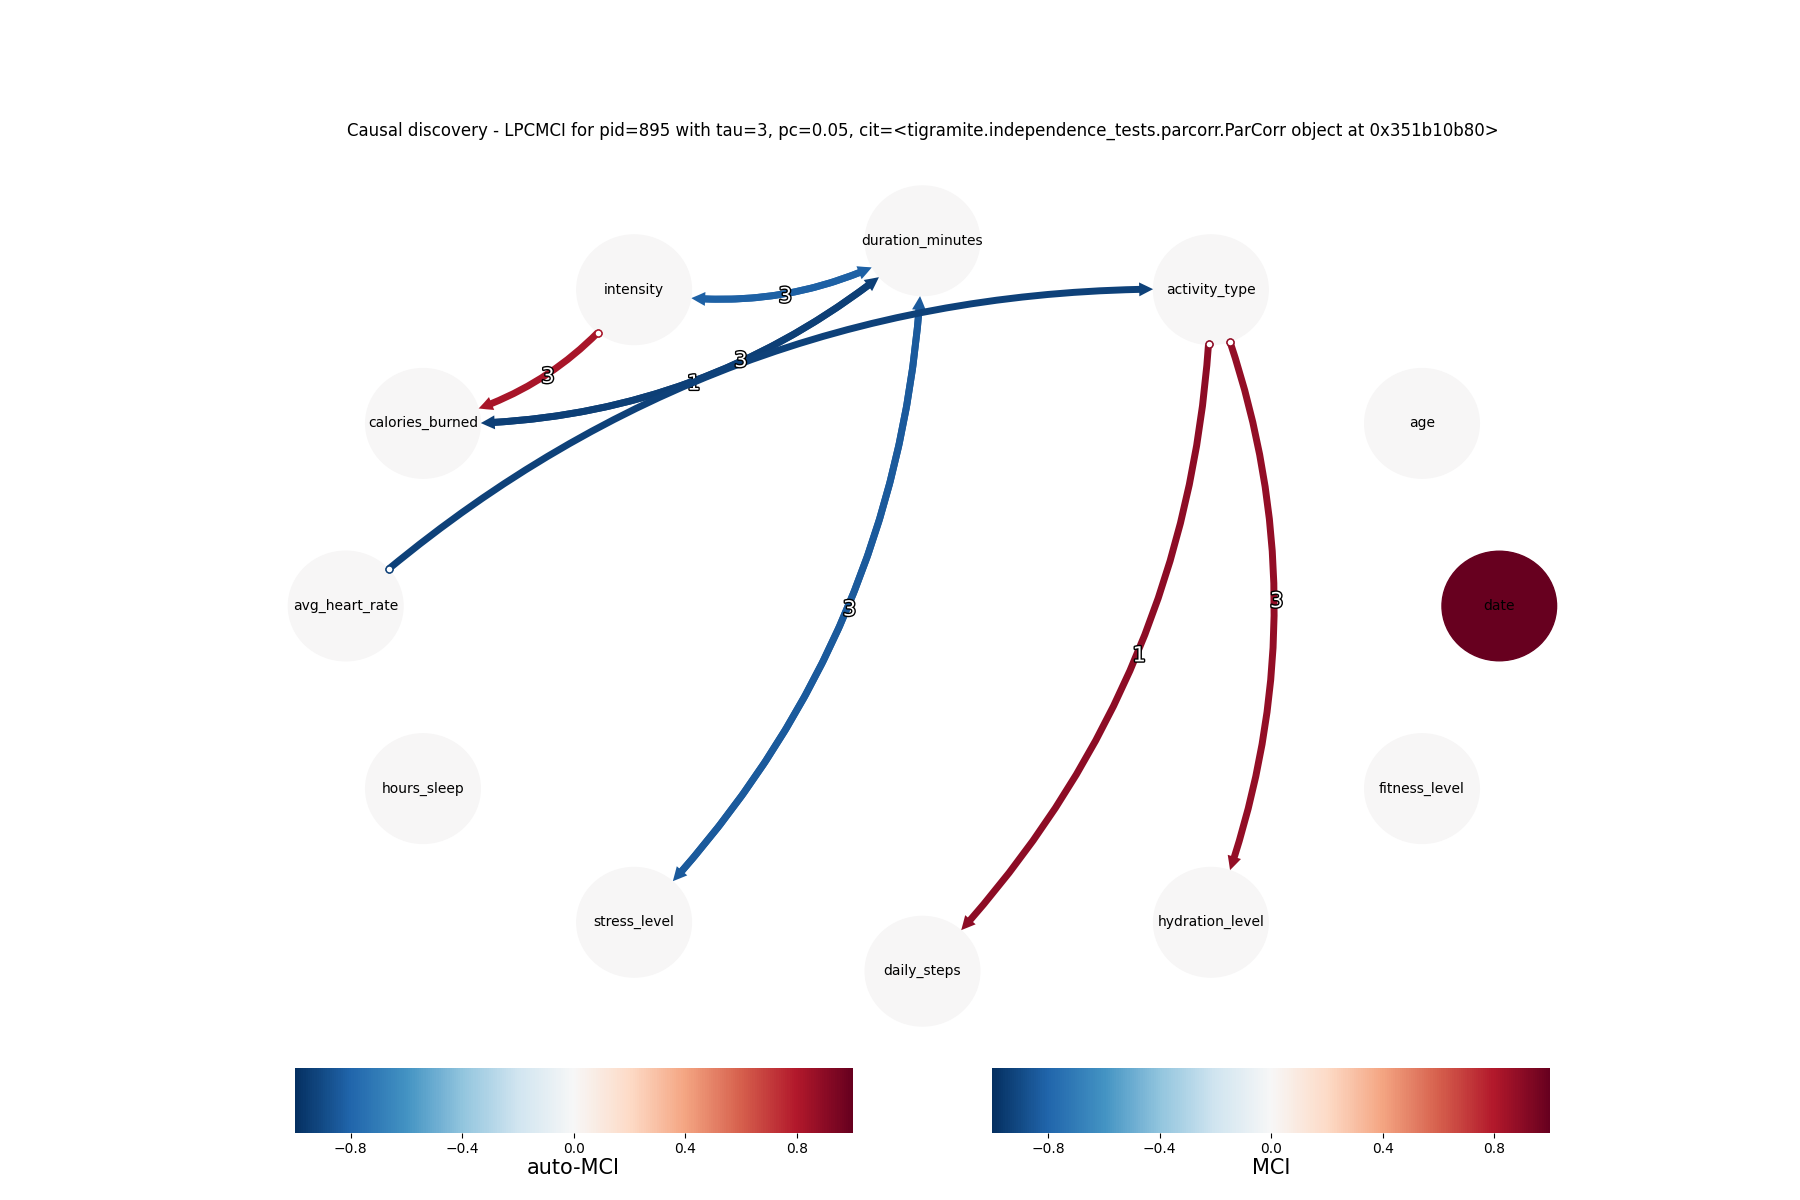 Causal discovery - LPCMCI for pid=895 with tau=3, pc=0.05, cit=<tigramite.independence_tests.parcorr.ParCorr object at 0x351b10b80>
duration_minutes
intensity
activity_type
3
3
1
3
calories_burned
age
avg_heart_rate
3
3
date
1
hours_sleep
fitness_level
stress_level
hydration_level
daily_steps
−0.8 −0.4 0.0 0.4 0.8
auto-MCI
−0.8 −0.4 0.0 0.4 0.8
MCI